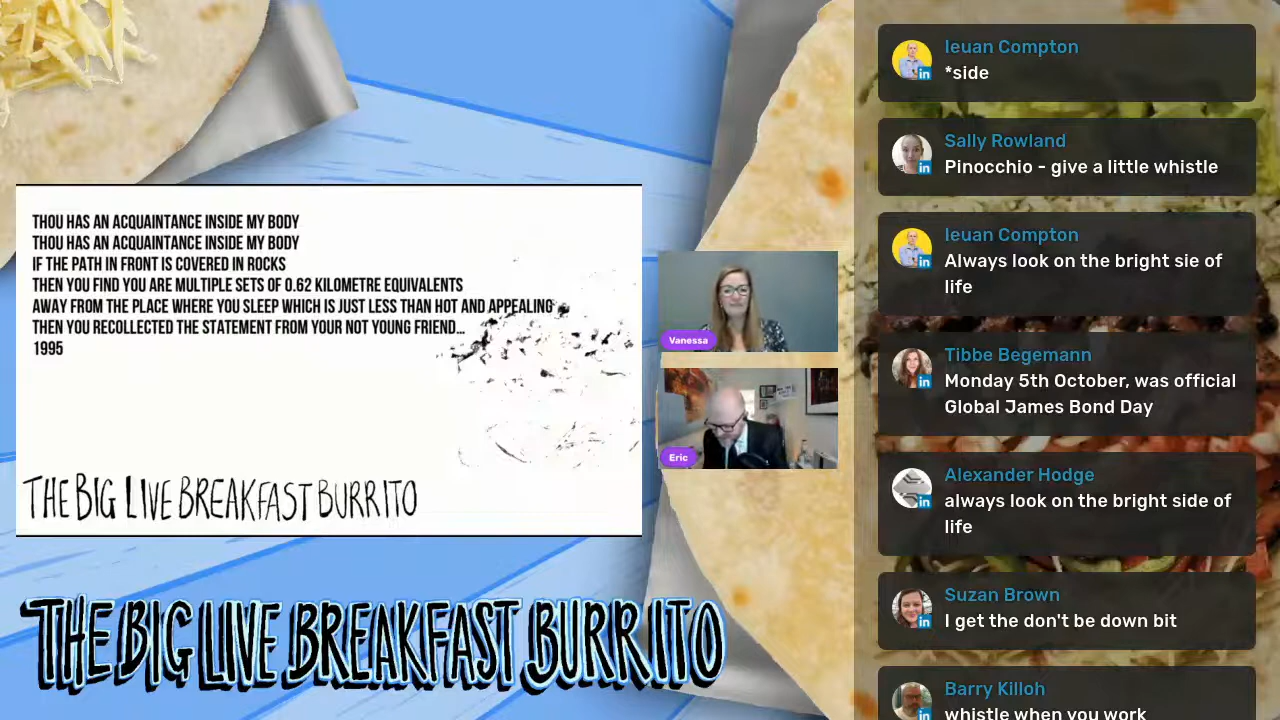 THOU HAS AN ACQUAINTANCE INSIDE MY BODY
THOU HAS AN ACQUAINTANCE INSIDE MY BODY
IF THE PATH IN FRONT IS COVERED IN ROCKS
THEN YOU FIND YOU ARE MULTIPLE SETS OF 0.62 KILOMETRE EQUIVALENTS
AWAY FROM THE PLACE WHERE YOU SLEEP WHICH IS JUST LESS THAN HOT AND APPEALING
THEN YOU RECOLLECTED THE STATEMENT FROM YOUR NOT YOUNG FRIEND...
1995
THE BIG LIVE BREAKFAST BURRITO
Vanessa
Eric
THE BIG LIVE BREAKFAST BURRITO
Ieuan Compton
*side
Sally Rowland
Pinocchio - give a little whistle
Ieuan Compton
Always look on the bright sie of
life
Tibbe Begemann
Monday 5th October, was official
Global James Bond Day
Alexander Hodge
always look on the bright side of
life
Suzan Brown
I get the don't be down bit
Barry Killoh
whistle when you work